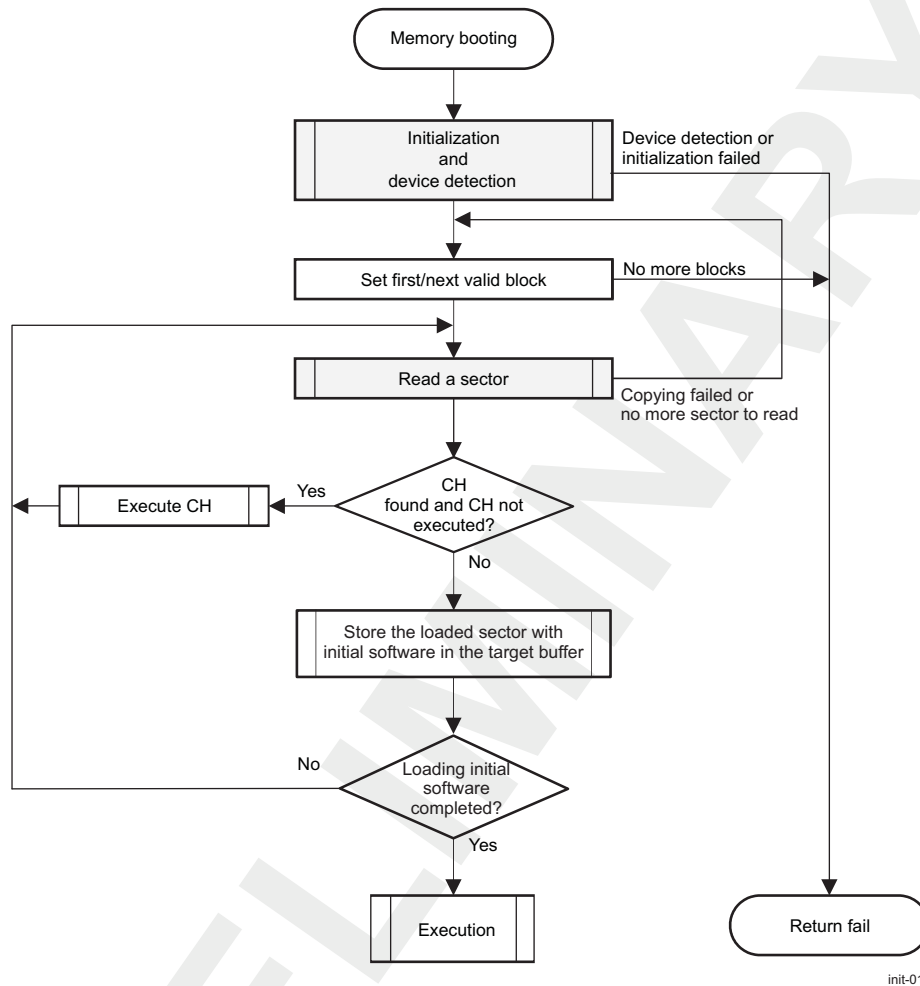 Memory booting
Initialization
and
device detection
Device detection or
initialization failed
Set first/next valid block
No more blocks
Read a sector
Copying failed or
no more sector to read
CH
found and CH not
executed?
Yes
Execute CH
No
Store the loaded sector with
initial software in the target buffer
Loading initial
software
completed?
No
Yes
Execution
Return fail
init-01
ELIMINARY